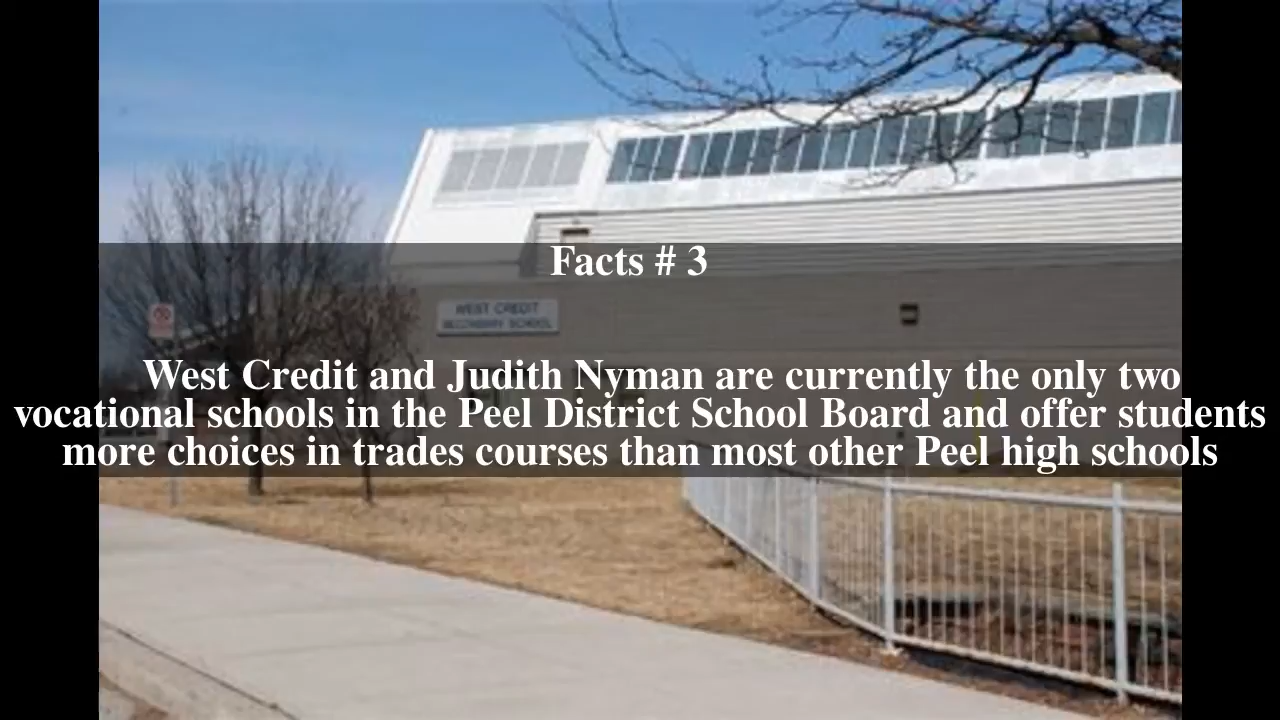 Facts # 3
WEST CREDIT
SECONDARY SCHOOL
West Credit and Judith Nyman are currently the only two
vocational schools in the Peel District School Board and offer students
more choices in trades courses than most other Peel high schools